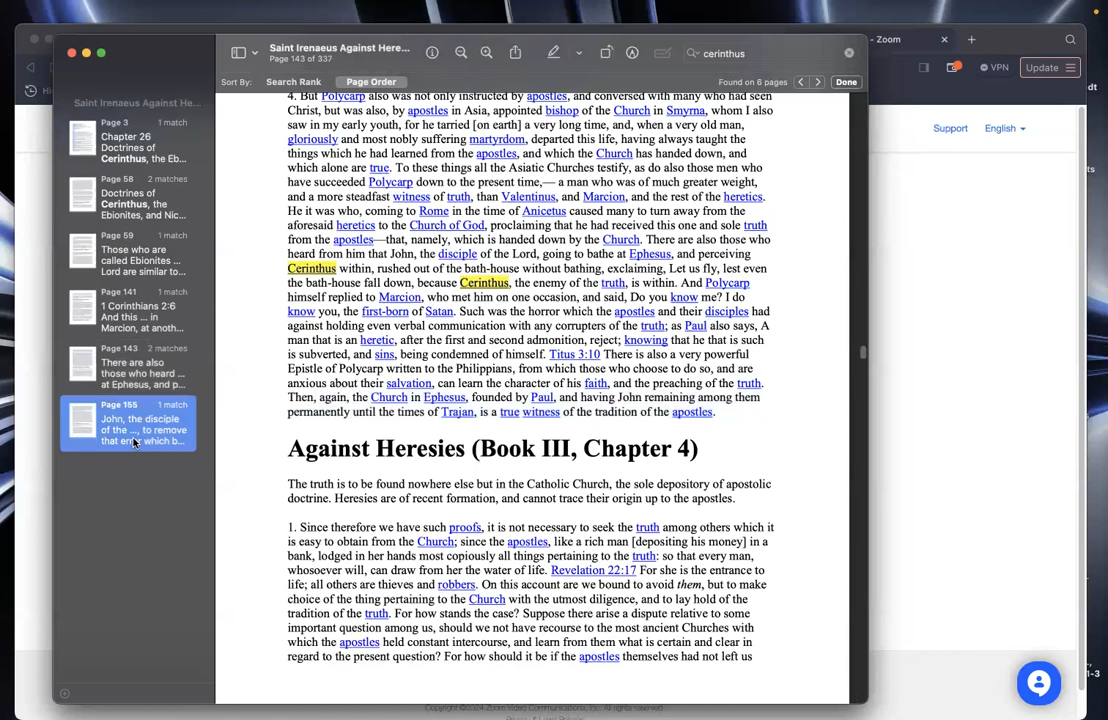 Saint Irenaeus Against Here...
Page 143 of 337
cerinthus
- Zoom
VPN
Update
Sort By:
Search Rank
Page Order
Found on 6 pages
Done
Support
English
Saint Irenaeus Against He...
Page 3 1 match
Chapter 26
Doctrines of
Cerinthus, the Eb...
Page 58 2 matches
Doctrines of
Cerinthus, the
Ebionites, and Nic...
Page 59 1 match
Those who are
called Ebionites ...
Lord are similar to...
Page 141 1 match
1 Corinthians 2:6
And this ... in
Marcion, at anoth...
Page 143 2 matches
There are also
those who heard ...
at Ephesus, and p...
Page 155 1 match
John, the disciple
of the ..., to remove
that error which b...
4. But Polycarp also was not only instructed by apostles, and conversed with many who had seen
Christ, but was also, by apostles in Asia, appointed bishop of the Church in Smyrna, whom I also
saw in my early youth, for he tarried [on earth] a very long time, and, when a very old man,
gloriously and most nobly suffering martyrdom, departed this life, having always taught the
things which he had learned from the apostles, and which the Church has handed down, and
which alone are true. To these things all the Asiatic Churches testify, as do also those men who
have succeeded Polycarp down to the present time,— a man who was of much greater weight,
and a more steadfast witness of truth, than Valentinus, and Marcion, and the rest of the heretics.
He it was who, coming to Rome in the time of Anicetus caused many to turn away from the
aforesaid heretics to the Church of God, proclaiming that he had received this one and sole truth
from the apostles—that, namely, which is handed down by the Church. There are also those who
heard from him that John, the disciple of the Lord, going to bathe at Ephesus, and perceiving
Cerinthus within, rushed out of the bath-house without bathing, exclaiming, Let us fly, lest even
the bath-house fall down, because Cerinthus, the enemy of the truth, is within. And Polycarp
himself replied to Marcion, who met him on one occasion, and said, Do you know me? I do
know you, the first-born of Satan. Such was the horror which the apostles and their disciples had
against holding even verbal communication with any corrupters of the truth; as Paul also says, A
man that is an heretic, after the first and second admonition, reject; knowing that he that is such
is subverted, and sins, being condemned of himself. Titus 3:10 There is also a very powerful
Epistle of Polycarp written to the Philippians, from which those who choose to do so, and are
anxious about their salvation, can learn the character of his faith, and the preaching of the truth.
Then, again, the Church in Ephesus, founded by Paul, and having John remaining among them
permanently until the times of Trajan, is a true witness of the tradition of the apostles.
Against Heresies (Book III, Chapter 4)
The truth is to be found nowhere else but in the Catholic Church, the sole depository of apostolic
doctrine. Heresies are of recent formation, and cannot trace their origin up to the apostles.
1. Since therefore we have such proofs, it is not necessary to seek the truth among others which it
is easy to obtain from the Church; since the apostles, like a rich man [depositing his money] in a
bank, lodged in her hands most copiously all things pertaining to the truth: so that every man,
whosoever will, can draw from her the water of life. Revelation 22:17 For she is the entrance to
life; all others are thieves and robbers. On this account are we bound to avoid them, but to make
choice of the thing pertaining to the Church with the utmost diligence, and to lay hold of the
tradition of the truth. For how stands the case? Suppose there arise a dispute relative to some
important question among us, should we not have recourse to the most ancient Churches with
which the apostles held constant intercourse, and learn from them what is certain and clear in
regard to the present question? For how should it be if the apostles themselves had not left us